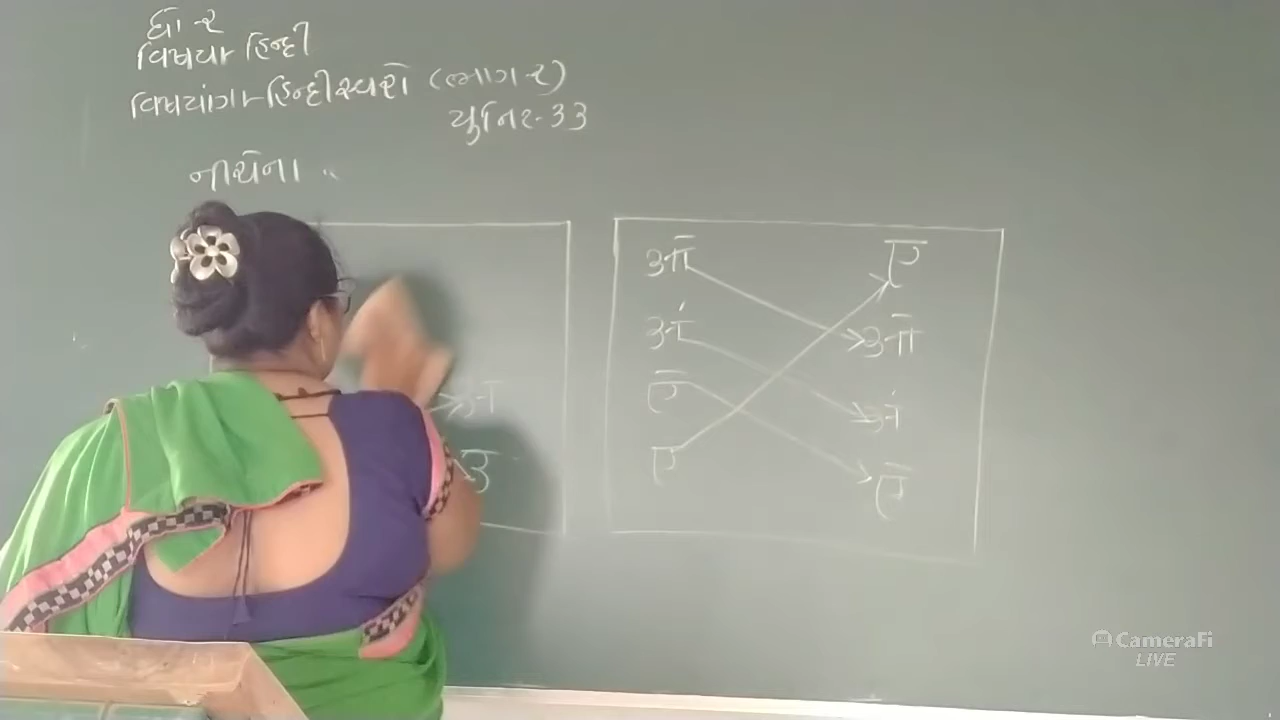 ધો-૨
વિષય હિન્દી
વિષયાંગ-હિન્દી સ્વરો (ભાગ-૨)
યુનિટ-33
નીચેના
आ ए
अं आ
ऐ अं
ए ऐ
उ
CameraFi
LIVE